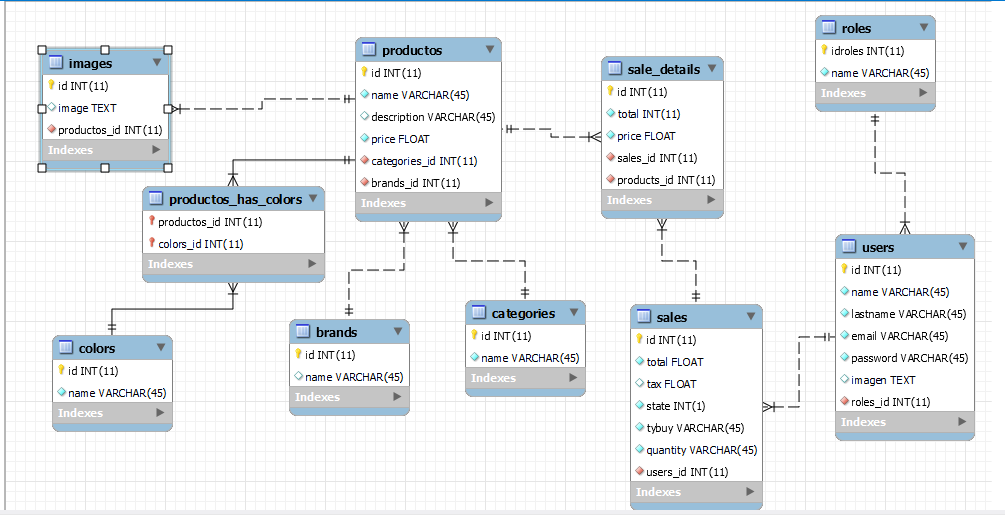 images
id INT(11)
image TEXT
productos_id INT(11)
Indexes
productos
id INT(11)
name VARCHAR(45)
description VARCHAR(45)
price FLOAT
categories_id INT(11)
brands_id INT(11)
Indexes
sale_details
id INT(11)
total INT(11)
price FLOAT
sales_id INT(11)
products_id INT(11)
Indexes
roles
idroles INT(11)
name VARCHAR(45)
Indexes
productos_has_colors
productos_id INT(11)
colors_id INT(11)
Indexes
users
id INT(11)
name VARCHAR(45)
lastname VARCHAR(45)
email VARCHAR(45)
password VARCHAR(45)
imagen TEXT
roles_id INT(11)
Indexes
colors
id INT(11)
name VARCHAR(45)
Indexes
brands
id INT(11)
name VARCHAR(45)
Indexes
categories
id INT(11)
name VARCHAR(45)
Indexes
sales
id INT(11)
total FLOAT
tax FLOAT
state INT(1)
tybuy VARCHAR(45)
quantity VARCHAR(45)
users_id INT(11)
Indexes